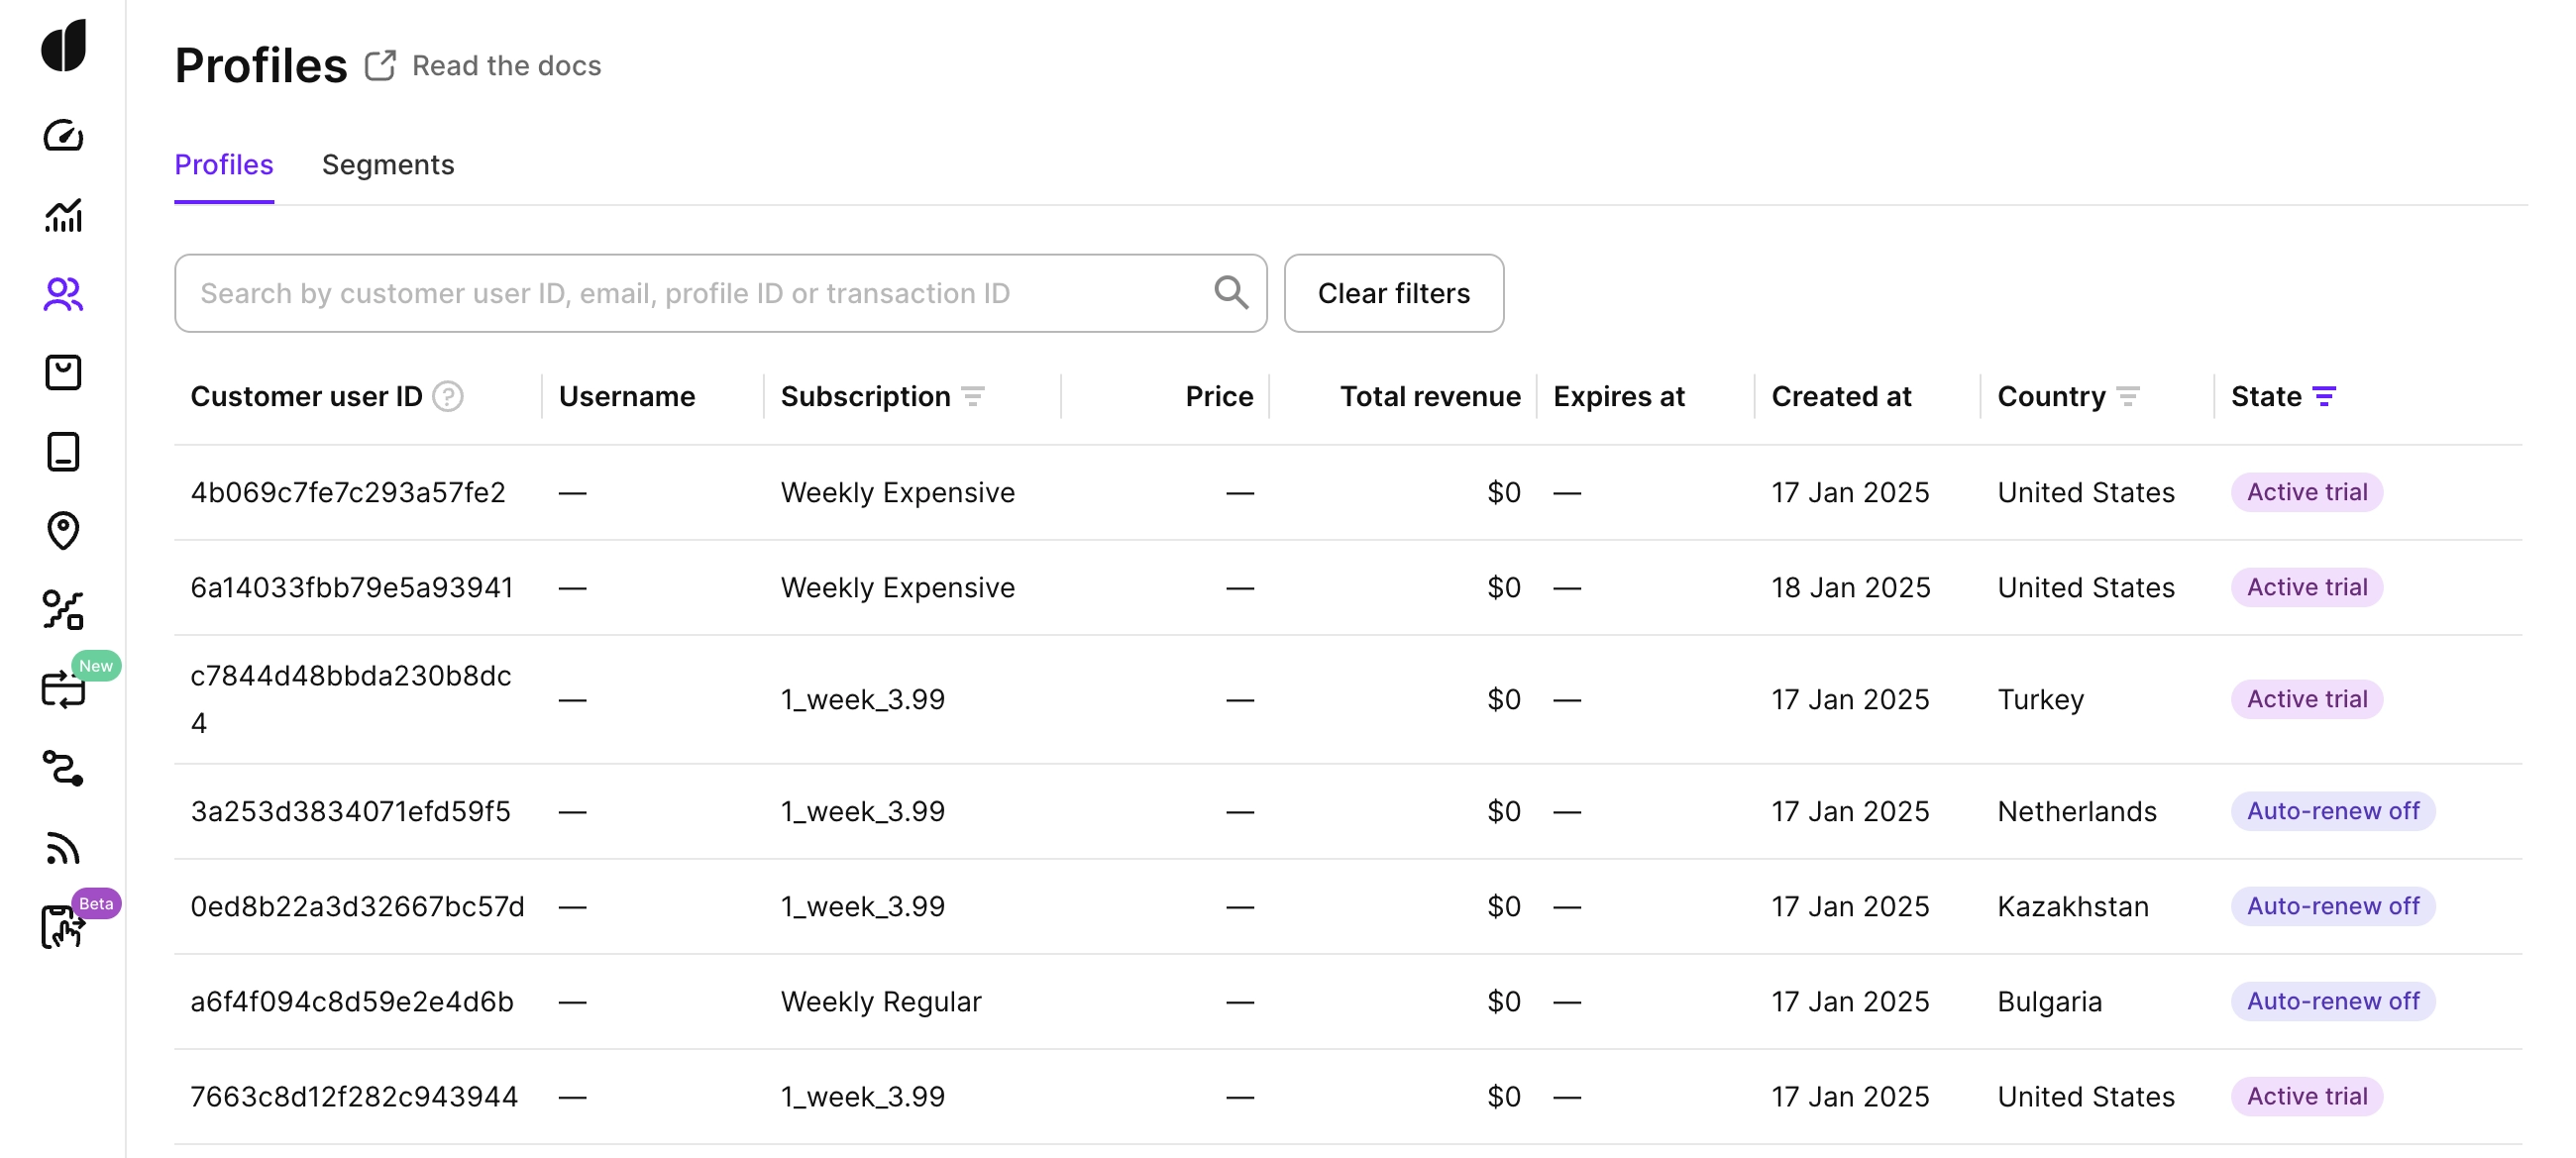 Profiles Read the docs
Profiles Segments
Search by customer user ID, email, profile ID or transaction ID Clear filters
Customer user ID ? Username Subscription Price Total revenue Expires at Created at Country State
4b069c7fe7c293a57fe2 — Weekly Expensive — $0 — 17 Jan 2025 United States Active trial
6a14033fbb79e5a93941 — Weekly Expensive — $0 — 18 Jan 2025 United States Active trial
c7844d48bbda230b8dc
4 — 1_week_3.99 — $0 — 17 Jan 2025 Turkey Active trial
New
3a253d3834071efd59f5 — 1_week_3.99 — $0 — 17 Jan 2025 Netherlands Auto-renew off
0ed8b22a3d32667bc57d — 1_week_3.99 — $0 — 17 Jan 2025 Kazakhstan Auto-renew off
Beta
a6f4f094c8d59e2e4d6b — Weekly Regular — $0 — 17 Jan 2025 Bulgaria Auto-renew off
7663c8d12f282c943944 — 1_week_3.99 — $0 — 17 Jan 2025 United States Active trial